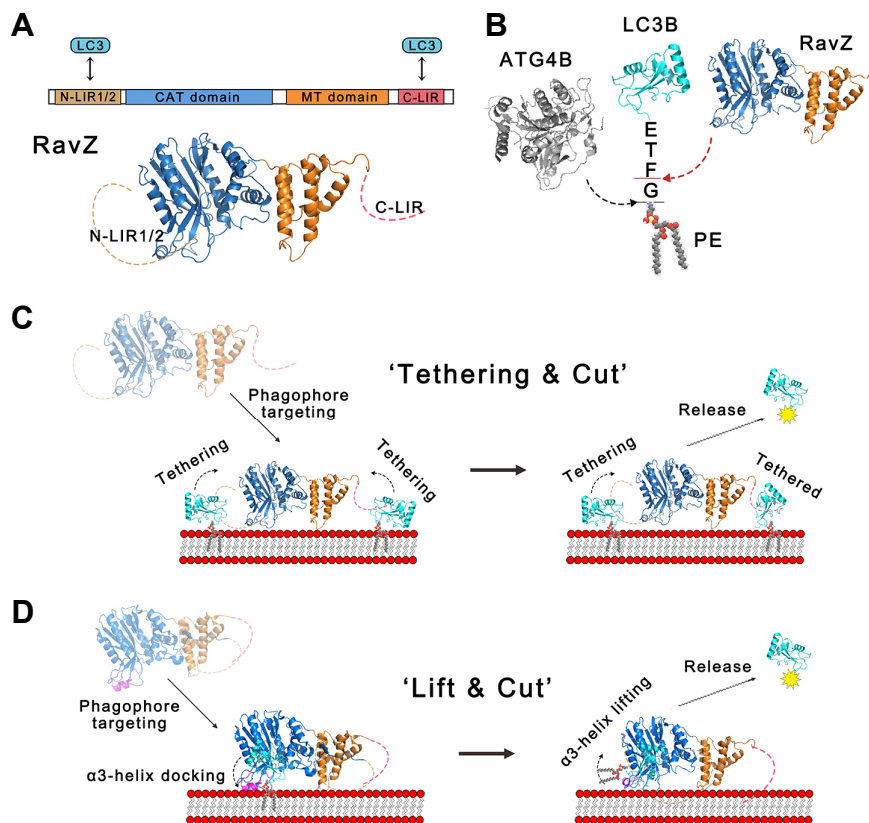 A
LC3
LC3
N-LIR1/2
CAT domain
MT domain
C-LIR
RavZ
N-LIR1/2
C-LIR
B
LC3B
ATG4B
RavZ
E
T
F
G
PE
C
'Tethering & Cut'
Phagophore
targeting
Release
Tethering
Tethering
Tethering
Tethered
D
'Lift & Cut'
Phagophore
targeting
Release
α3-helix docking
α3-helix lifting